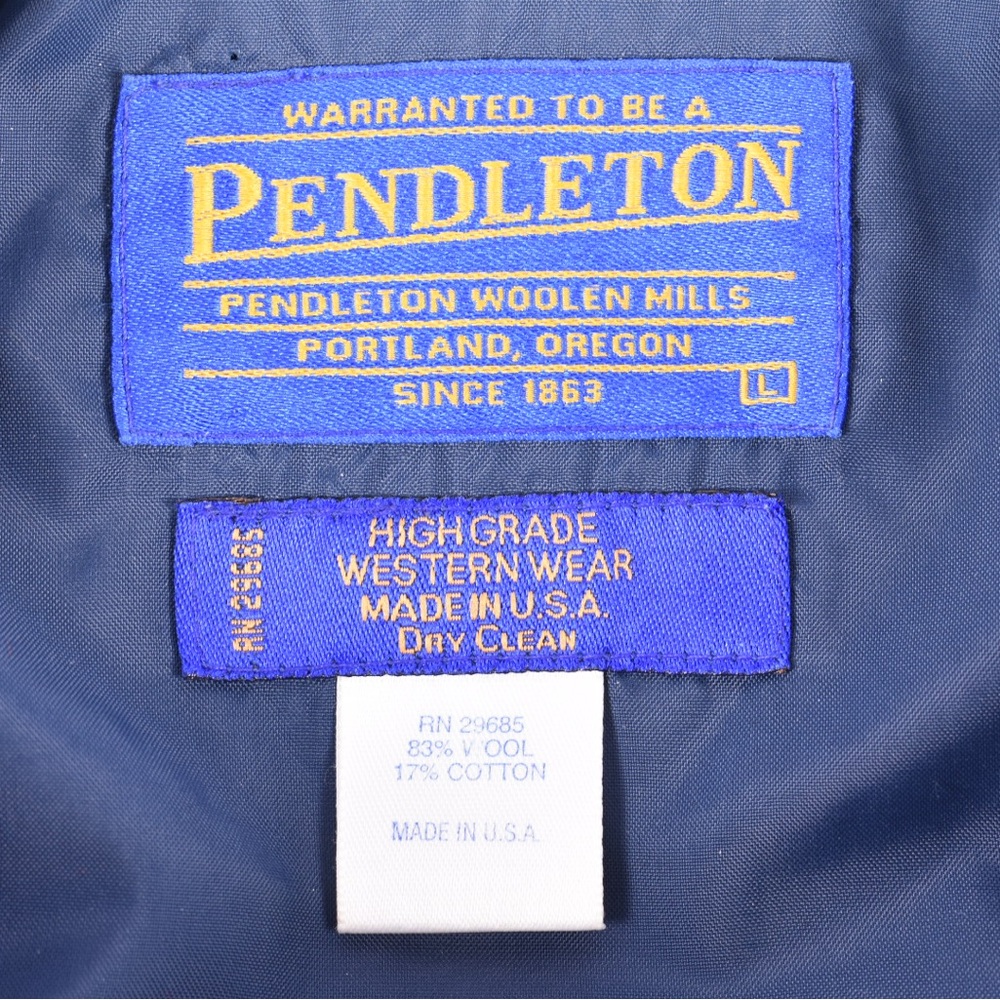 WARRANTED TO BE A
PENDLETON
PENDLETON WOOLEN MILLS
PORTLAND, OREGON
SINCE 1863
L
RN 29685
HIGH GRADE
WESTERN WEAR
MADE IN U.S.A.
DRY CLEAN
RN 29685
83% WOOL
17% COTTON
MADE IN U.S.A.